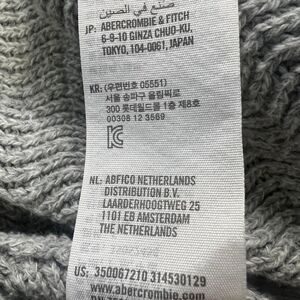 صنع في الصين
JP: ABERCROMBIE & FITCH
6-9-10 GINZA CHUO-KU,
TOKYO, 104-0061, JAPAN
KR: (우편번호 05551)
서울 송파구 올림픽로
300 롯데월드몰 1층 제8호
00308 12 3569
NL: ABFICO NETHERLANDS
DISTRIBUTION B.V.
LAARDERHOOGTWEG 25
1101 EB AMSTERDAM
THE NETHERLANDS
US: 350067210 314530129
www.abercrombie.com